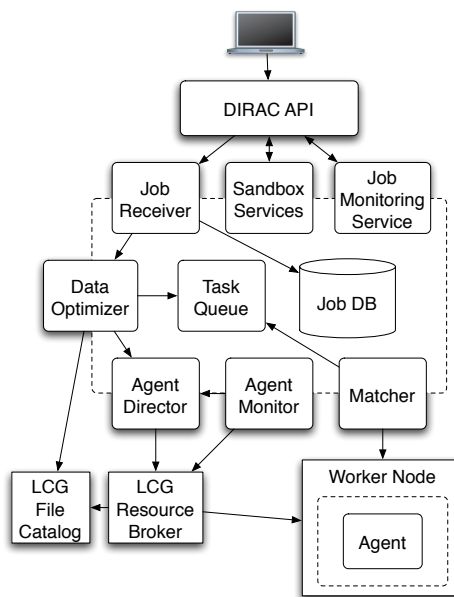 DIRAC API
Job
Receiver
Sandbox
Services
Job
Monitoring
Service
Data
Optimizer
Task
Queue
Job DB
Agent
Director
Agent
Monitor
Matcher
LCG
File
Catalog
LCG
Resource
Broker
Worker Node
Agent